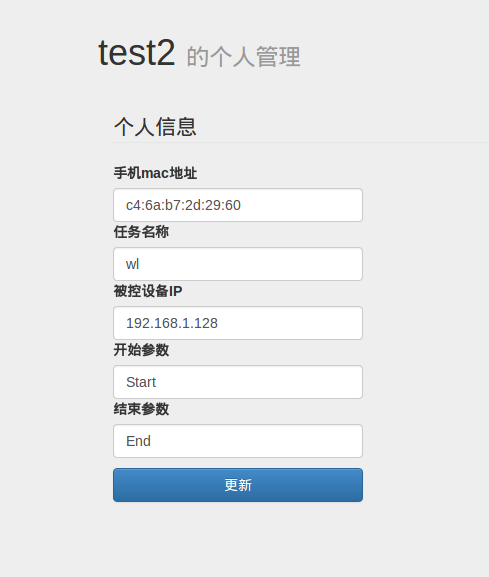 test2 的个人管理
个人信息
手机mac地址
c4:6a:b7:2d:29:60
任务名称
wl
被控设备IP
192.168.1.128
开始参数
Start
结束参数
End
更新